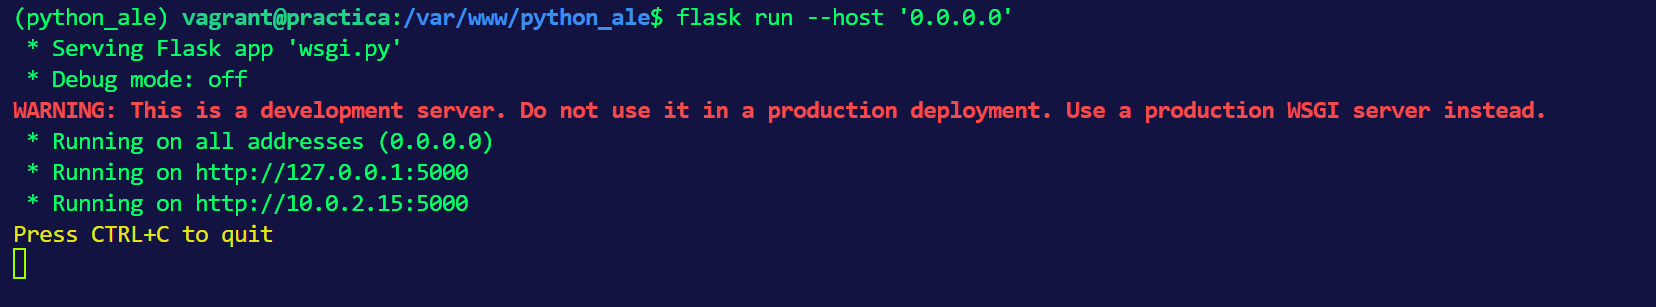 (python_ale) vagrant@practica:/var/www/python_ale$ flask run --host '0.0.0.0'
 * Serving Flask app 'wsgi.py'
 * Debug mode: off
WARNING: This is a development server. Do not use it in a production deployment. Use a production WSGI server instead.
 * Running on all addresses (0.0.0.0)
 * Running on http://127.0.0.1:5000
 * Running on http://10.0.2.15:5000
Press CTRL+C to quit